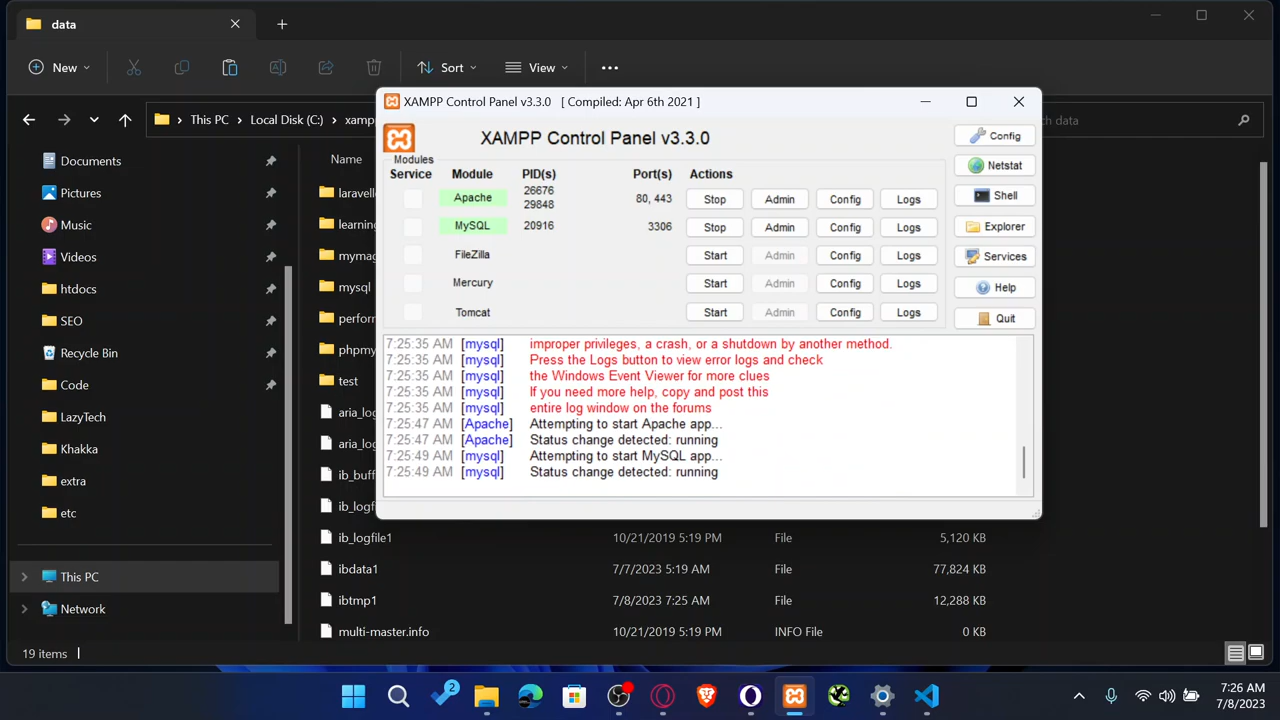 data
New
Sort
View
This PC
Local Disk (C:)
xamp
ch data
XAMPP Control Panel v3.3.0 [ Compiled: Apr 6th 2021 ]
XAMPP Control Panel v3.3.0
Config
Netstat
Shell
Explorer
Services
Help
Quit
Modules
Service Module PID(s) Port(s) Actions
Apache 26676 29848 80, 443 Stop Admin Config Logs
MySQL 20916 3306 Stop Admin Config Logs
FileZilla Start Admin Config Logs
Mercury Start Admin Config Logs
Tomcat Start Admin Config Logs
7:25:35 AM [mysql] improper privileges, a crash, or a shutdown by another method.
7:25:35 AM [mysql] Press the Logs button to view error logs and check
7:25:35 AM [mysql] the Windows Event Viewer for more clues
7:25:35 AM [mysql] If you need more help, copy and post this
7:25:35 AM [mysql] entire log window on the forums
7:25:47 AM [Apache] Attempting to start Apache app...
7:25:47 AM [Apache] Status change detected: running
7:25:49 AM [mysql] Attempting to start MySQL app...
7:25:49 AM [mysql] Status change detected: running
Documents
Pictures
Music
Videos
htdocs
SEO
Recycle Bin
Code
LazyTech
Khakka
extra
etc
This PC
Network
Name
laravelle
learning
mymag
mysql
perforn
phpmy
test
aria_log
aria_log
ib_buff
ib_logfi
ib_logfile1 10/21/2019 5:19 PM File 5,120 KB
ibdata1 7/7/2023 5:19 AM File 77,824 KB
ibtmp1 7/8/2023 7:25 AM File 12,288 KB
multi-master.info 10/21/2019 5:19 PM INFO File 0 KB
19 items
2
7:26 AM
7/8/2023